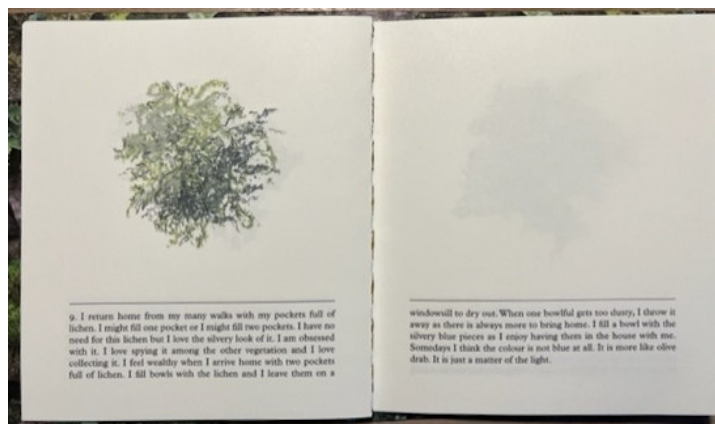 9. I return home from my many walks with my pockets full of
lichen. I might fill one pocket or I might fill two pockets. I have no
need for this lichen but I love the silvery look of it. I am obsessed
with it. I love spying it among the other vegetation and I love
collecting it. I feel wealthy when I arrive home with two pockets
full of lichen. I fill bowls with the lichen and I leave them on a
windowsill to dry out. When one bowlful gets too dusty, I throw it
away as there is always more to bring home. I fill a bowl with the
silvery blue pieces as I enjoy having them in the house with me.
Somedays I think the colour is not blue at all. It is more like olive
drab. It is just a matter of the light.